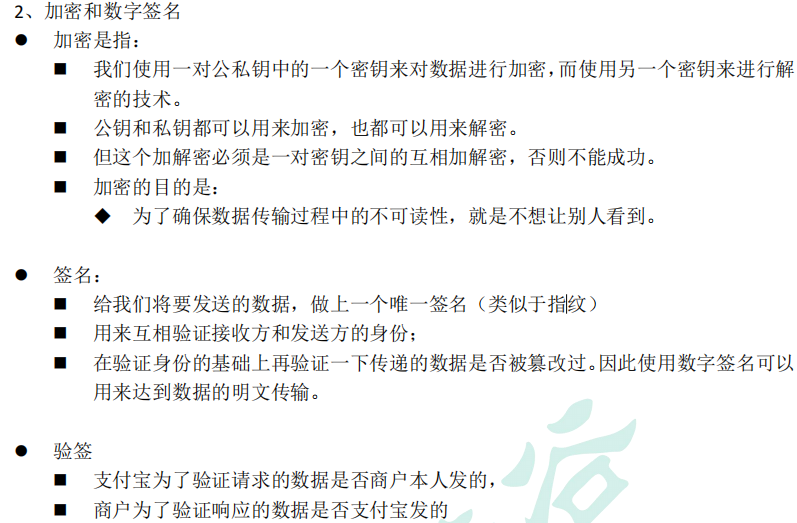 2、加密和数字签名
● 加密是指：
■ 我们使用一对公私钥中的一个密钥来对数据进行加密，而使用另一个密钥来进行解
密的技术。
■ 公钥和私钥都可以用来加密，也都可以用来解密。
■ 但这个加解密必须是一对密钥之间的互相加解密，否则不能成功。
■ 加密的目的是：
◆ 为了确保数据传输过程中的不可读性，就是不想让别人看到。
● 签名：
■ 给我们将要发送的数据，做上一个唯一签名（类似于指纹）
■ 用来互相验证接收方和发送方的身份；
■ 在验证身份的基础上再验证一下传递的数据是否被篡改过。因此使用数字签名可以
用来达到数据的明文传输。
● 验签
■ 支付宝为了验证请求的数据是否商户本人发的，
■ 商户为了验证响应的数据是否支付宝发的